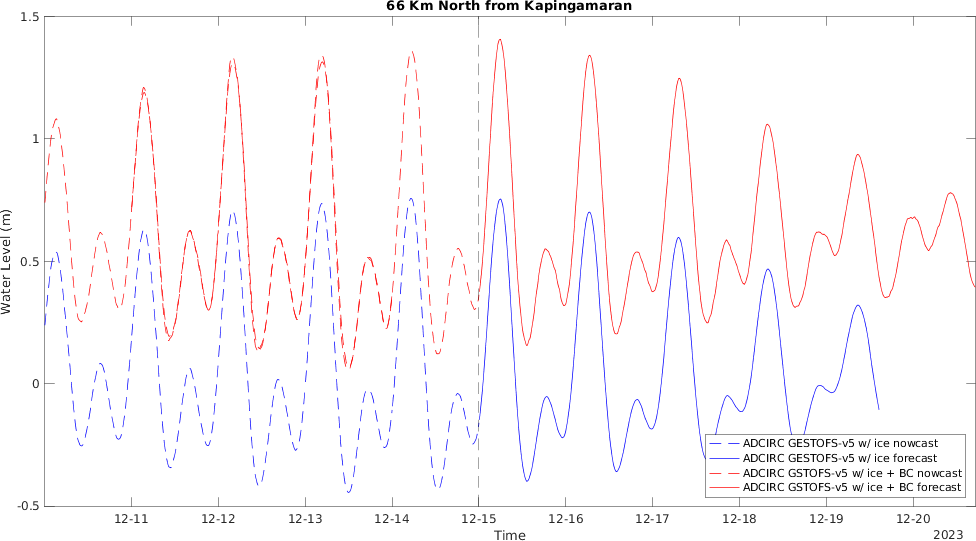 66 Km North from Kapingamaran
1.5
1
0.5
0
-0.5
Water Level (m)
12-11
12-12
12-13
12-14
12-15
12-16
12-17
12-18
12-19
12-20
Time
2023
ADCIRC GESTOFS-v5 w/ ice nowcast
ADCIRC GESTOFS-v5 w/ ice forecast
ADCIRC GSTOFS-v5 w/ ice + BC nowcast
ADCIRC GSTOFS-v5 w/ ice + BC forecast